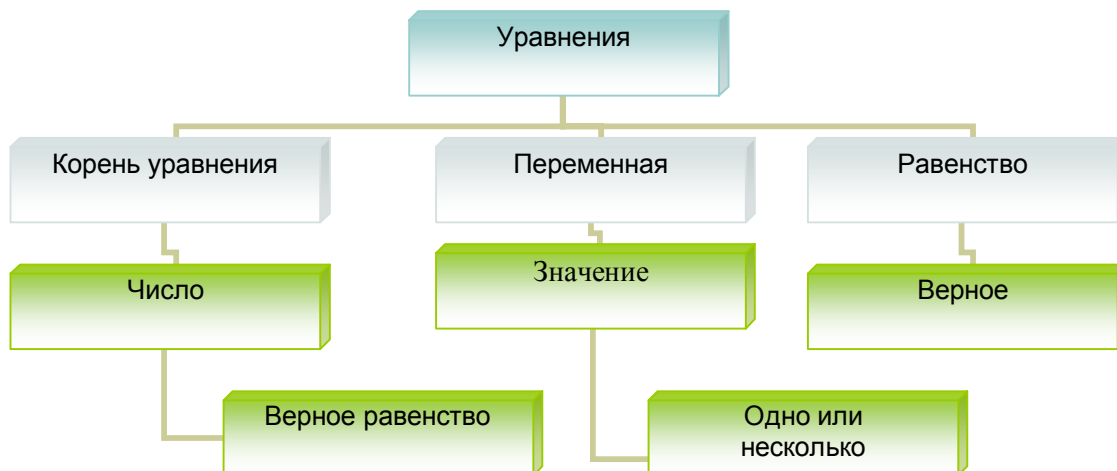 Уравнения
Корень уравнения
Переменная
Равенство
Число
Значение
Верное
Верное равенство
Одно или
несколько